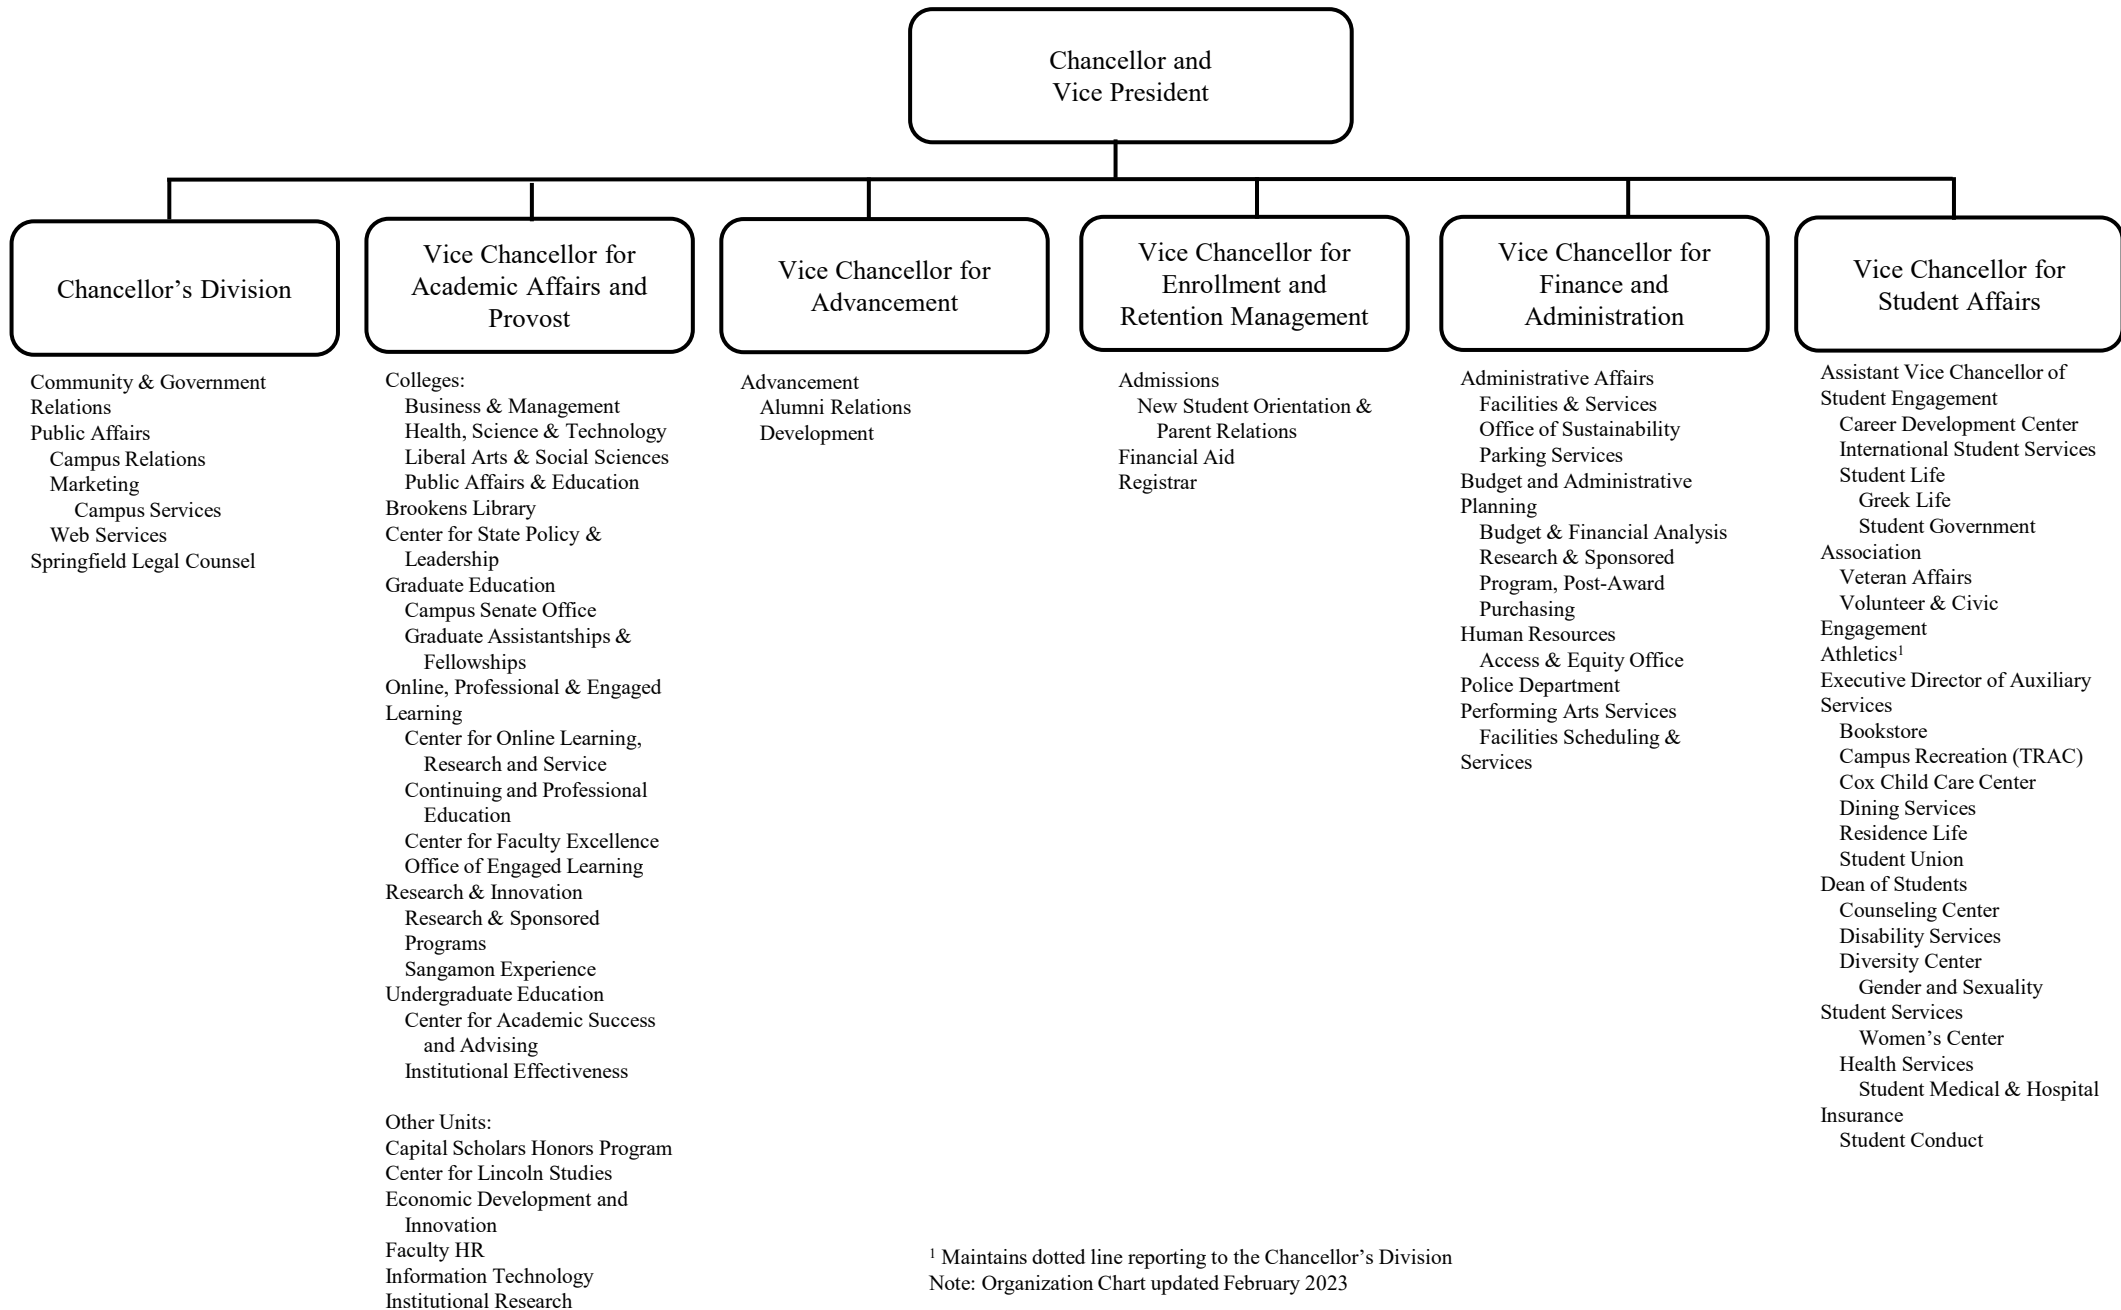 Chancellor and
Vice President
Chancellor’s Division
Community & Government
Relations
Public Affairs
Campus Relations
Marketing
Campus Services
Web Services
Springfield Legal Counsel
Vice Chancellor for
Academic Affairs and
Provost
Colleges:
Business & Management
Health, Science & Technology
Liberal Arts & Social Sciences
Public Affairs & Education
Brookens Library
Center for State Policy &
Leadership
Graduate Education
Campus Senate Office
Graduate Assistantships &
Fellowships
Online, Professional & Engaged
Learning
Center for Online Learning,
Research and Service
Continuing and Professional
Education
Center for Faculty Excellence
Office of Engaged Learning
Research & Innovation
Research & Sponsored
Programs
Sangamon Experience
Undergraduate Education
Center for Academic Success
and Advising
Institutional Effectiveness
Other Units:
Capital Scholars Honors Program
Center for Lincoln Studies
Economic Development and
Innovation
Faculty HR
Information Technology
Institutional Research
Vice Chancellor for
Advancement
Advancement
Alumni Relations
Development
Vice Chancellor for
Enrollment and
Retention Management
Admissions
New Student Orientation &
Parent Relations
Financial Aid
Registrar
Vice Chancellor for
Finance and
Administration
Administrative Affairs
Facilities & Services
Office of Sustainability
Parking Services
Budget and Administrative
Planning
Budget & Financial Analysis
Research & Sponsored
Program, Post-Award
Purchasing
Human Resources
Access & Equity Office
Police Department
Performing Arts Services
Facilities Scheduling &
Services
Vice Chancellor for
Student Affairs
Assistant Vice Chancellor of
Student Engagement
Career Development Center
International Student Services
Student Life
Greek Life
Student Government
Association
Veteran Affairs
Volunteer & Civic
Engagement
Athletics¹
Executive Director of Auxiliary
Services
Bookstore
Campus Recreation (TRAC)
Cox Child Care Center
Dining Services
Residence Life
Student Union
Dean of Students
Counseling Center
Disability Services
Diversity Center
Gender and Sexuality
Student Services
Women’s Center
Health Services
Student Medical & Hospital
Insurance
Student Conduct
¹ Maintains dotted line reporting to the Chancellor’s Division
Note: Organization Chart updated February 2023